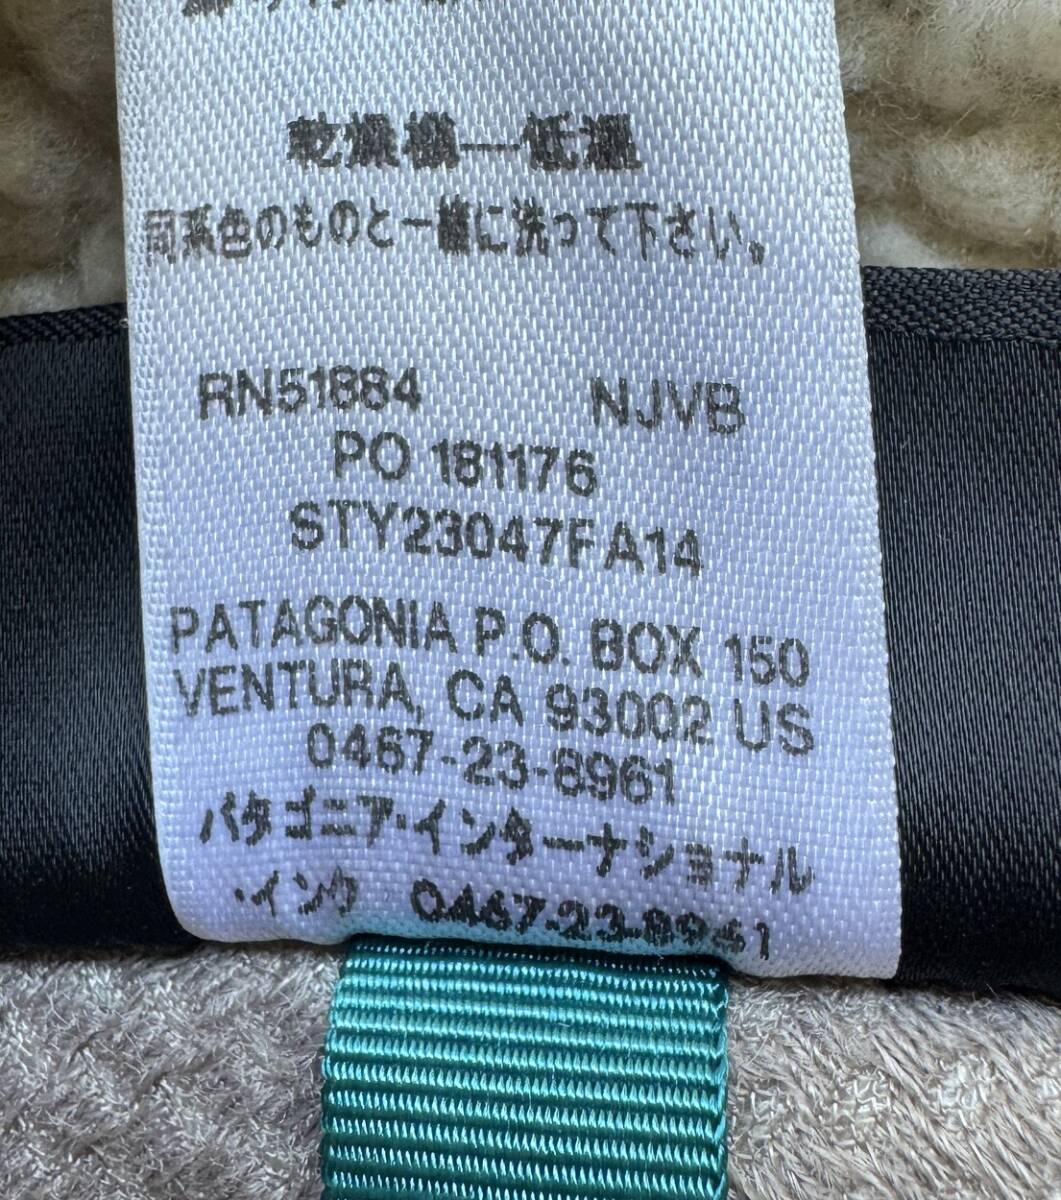 乾燥機—低温
同系色のものと一緒に洗って下さい。
RN51884 NJVB
PO 181176
STY23047FA14
PATAGONIA P.O. BOX 150
VENTURA, CA 93002 US
0467-23-8961
パタゴニア・インターナショナル
・インク 0467-23-8961